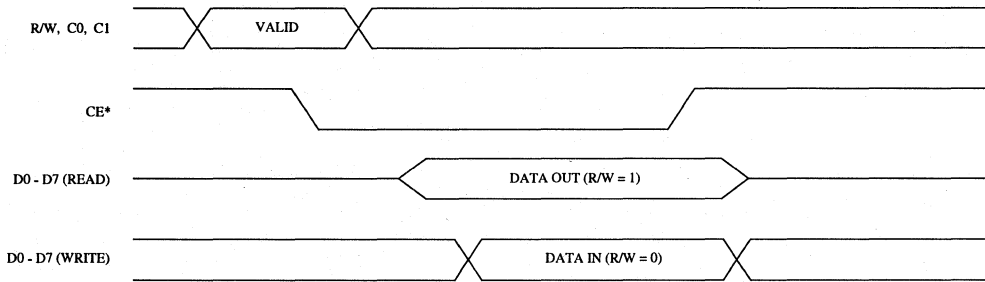 R/W, C0, C1
VALID
CE*
D0 - D7 (READ)
DATA OUT (R/W = 1)
D0 - D7 (WRITE)
DATA IN (R/W = 0)